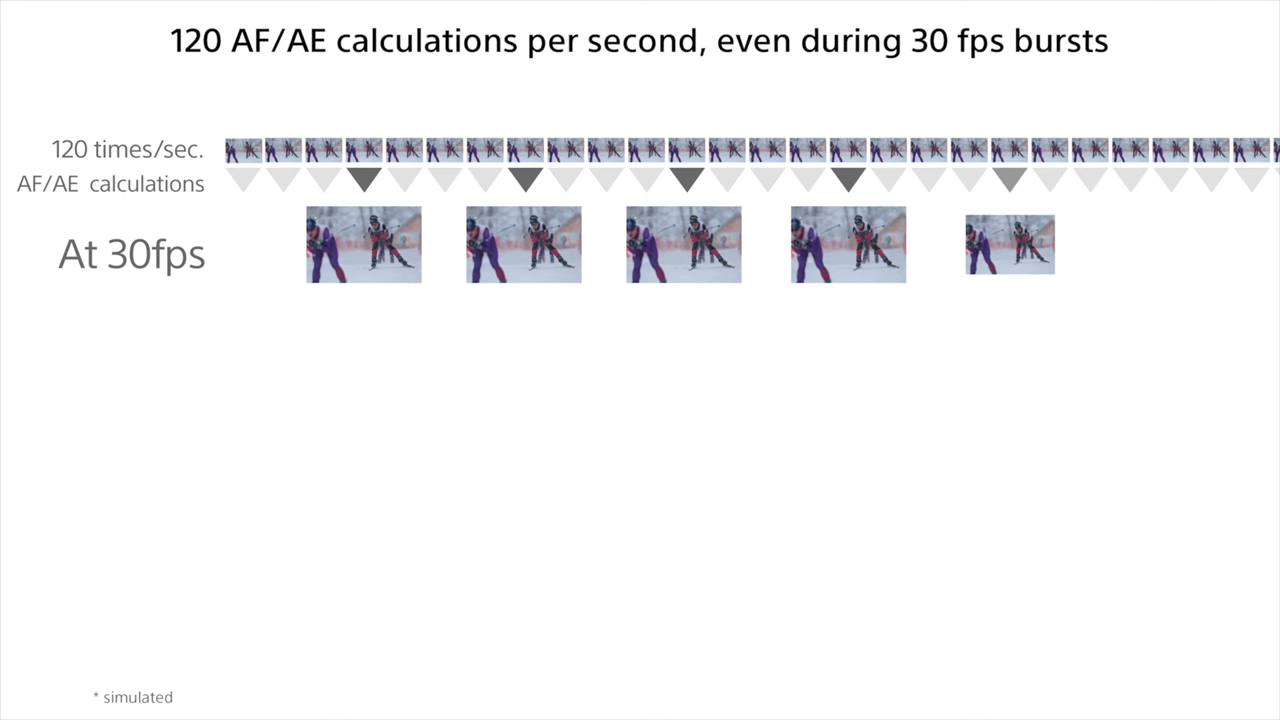 120 AF/AE calculations per second, even during 30 fps bursts
120 times/sec.
AF/AE calculations
At 30fps
* simulated